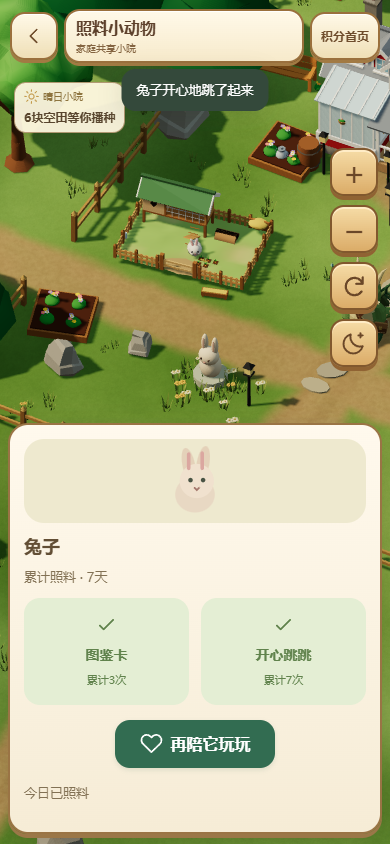 照料小动物
家庭共享小院
积分首页
兔子开心地跳了起来
晴日小院
6块空田等你播种
兔子
累计照料 · 7天
图鉴卡
累计3次
开心跳跳
累计7次
再陪它玩玩
今日已照料